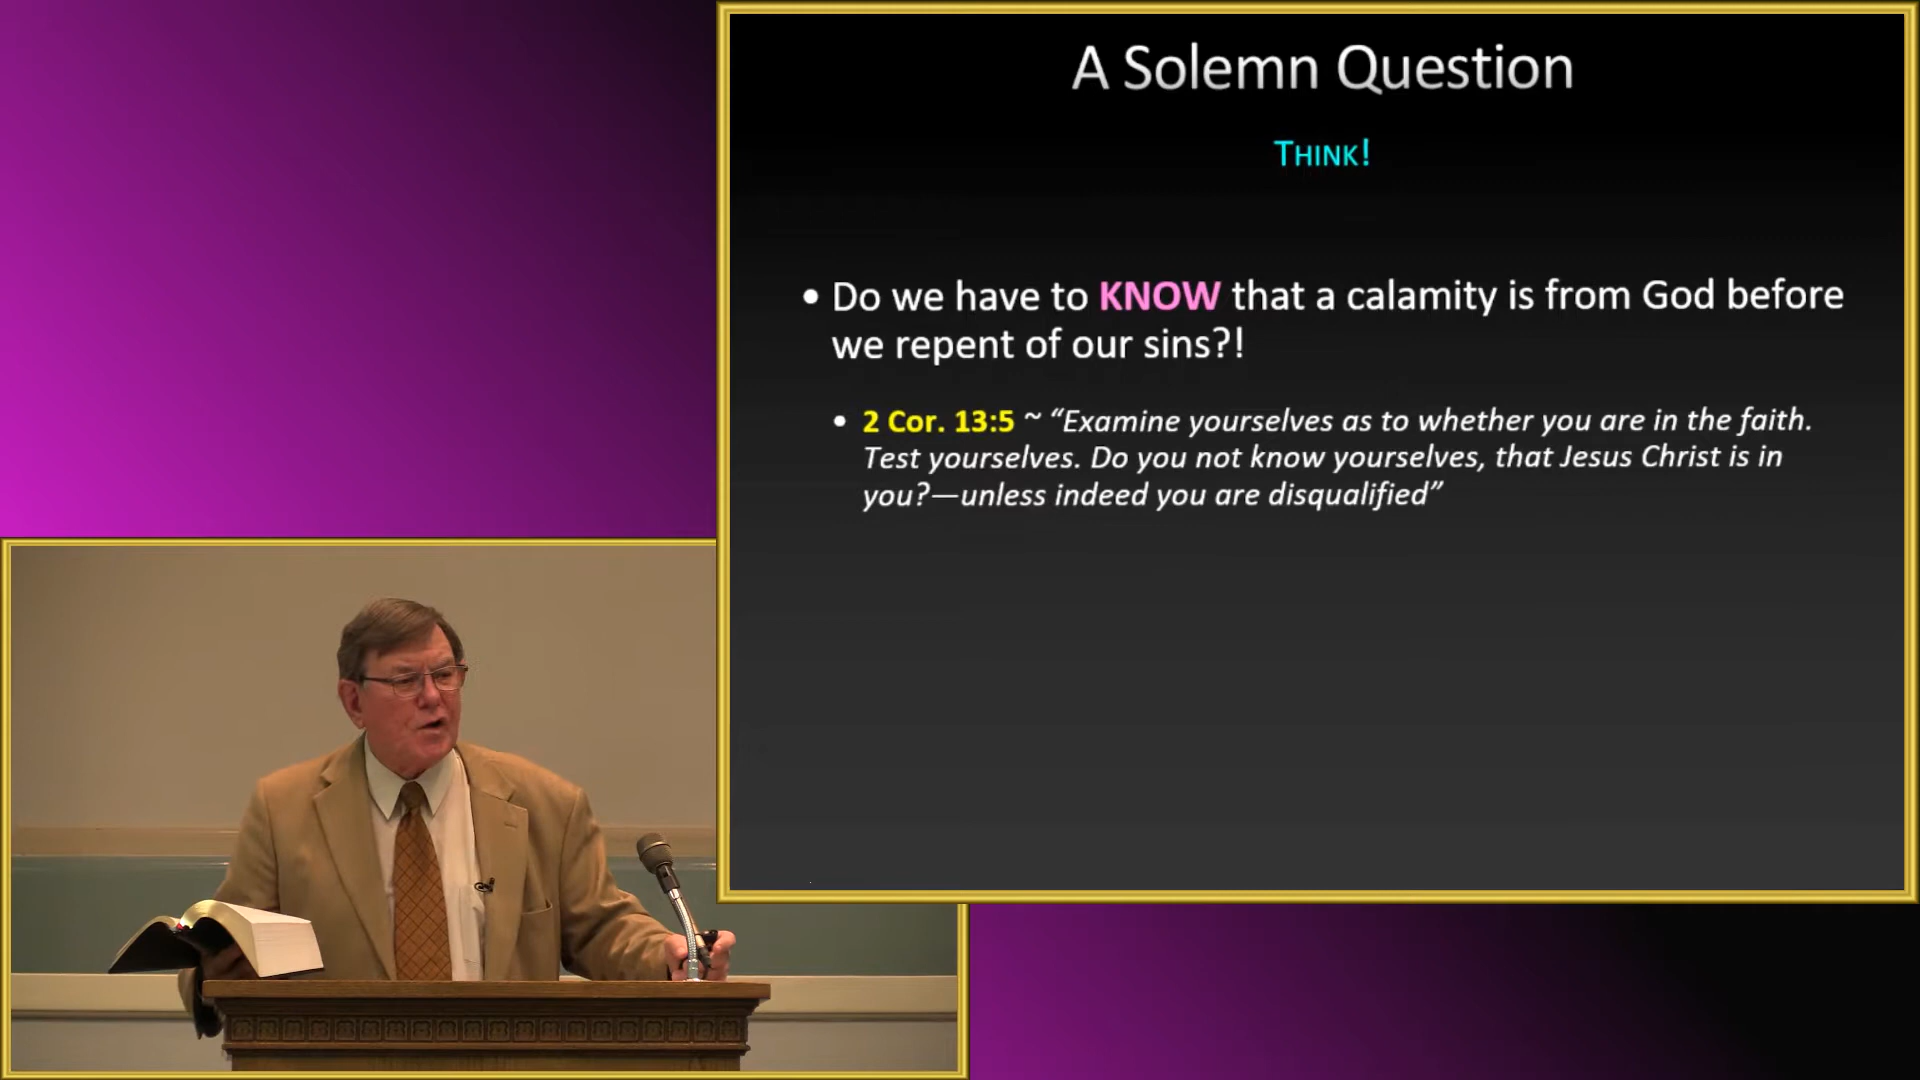 A Solemn Question
THINK!
• Do we have to KNOW that a calamity is from God before
we repent of our sins?!
• 2 Cor. 13:5 ~ “Examine yourselves as to whether you are in the faith.
Test yourselves. Do you not know yourselves, that Jesus Christ is in
you?—unless indeed you are disqualified”